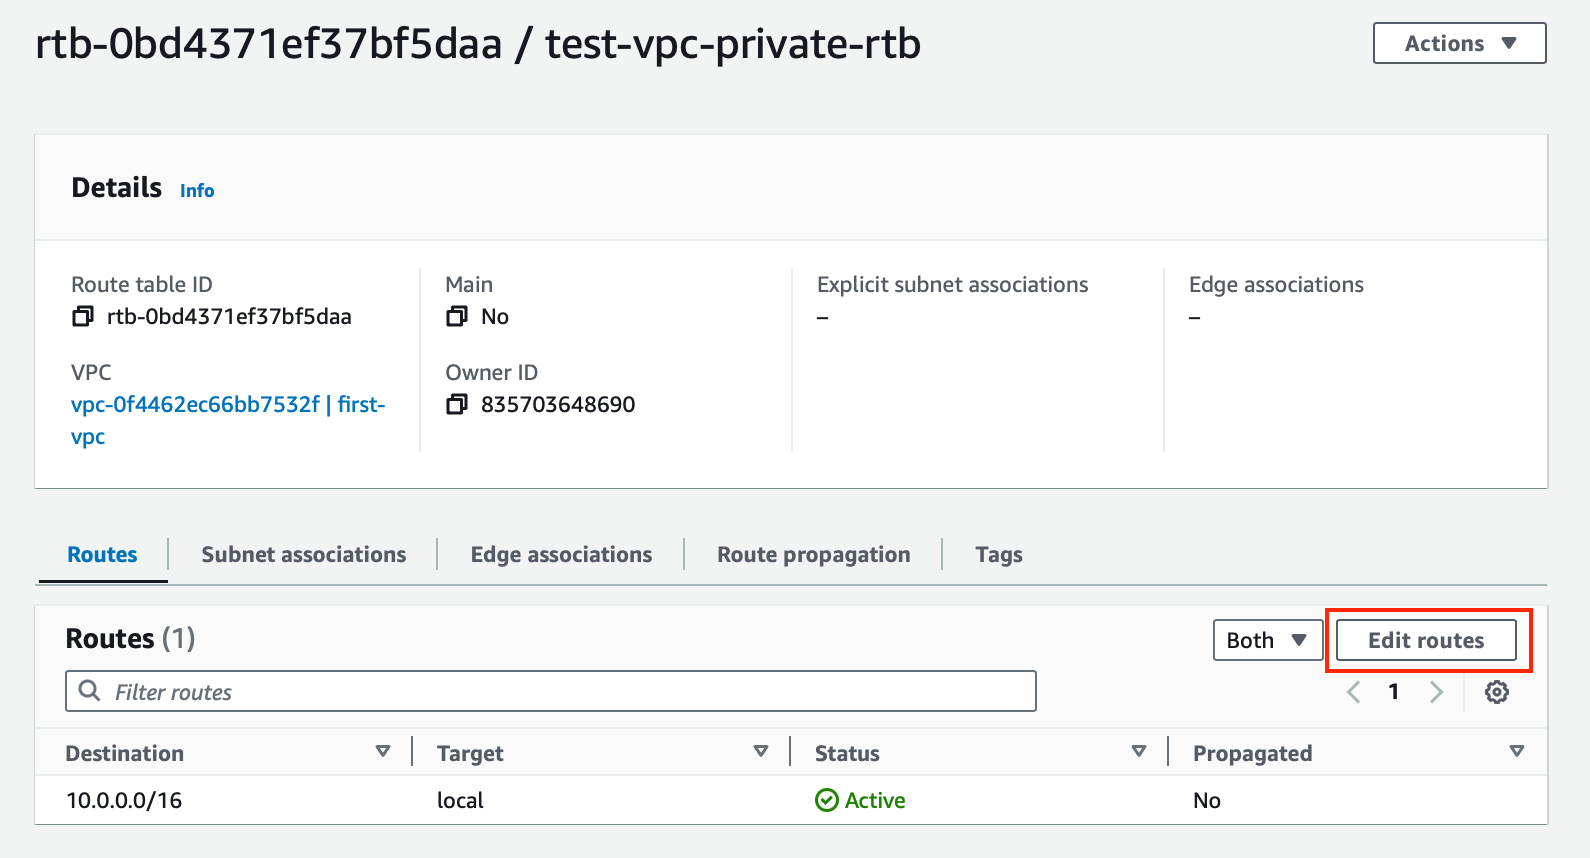 rtb-0bd4371ef37bf5daa / test-vpc-private-rtb
Actions
Details Info
Route table ID
rtb-0bd4371ef37bf5daa
VPC
vpc-0f4462ec66bb7532f | first-
vpc
Main
No
Owner ID
835703648690
Explicit subnet associations
–
Edge associations
–
Routes Subnet associations Edge associations Route propagation Tags
Routes (1)
Both Edit routes
Filter routes
1
Destination Target Status Propagated
10.0.0.0/16 local Active No